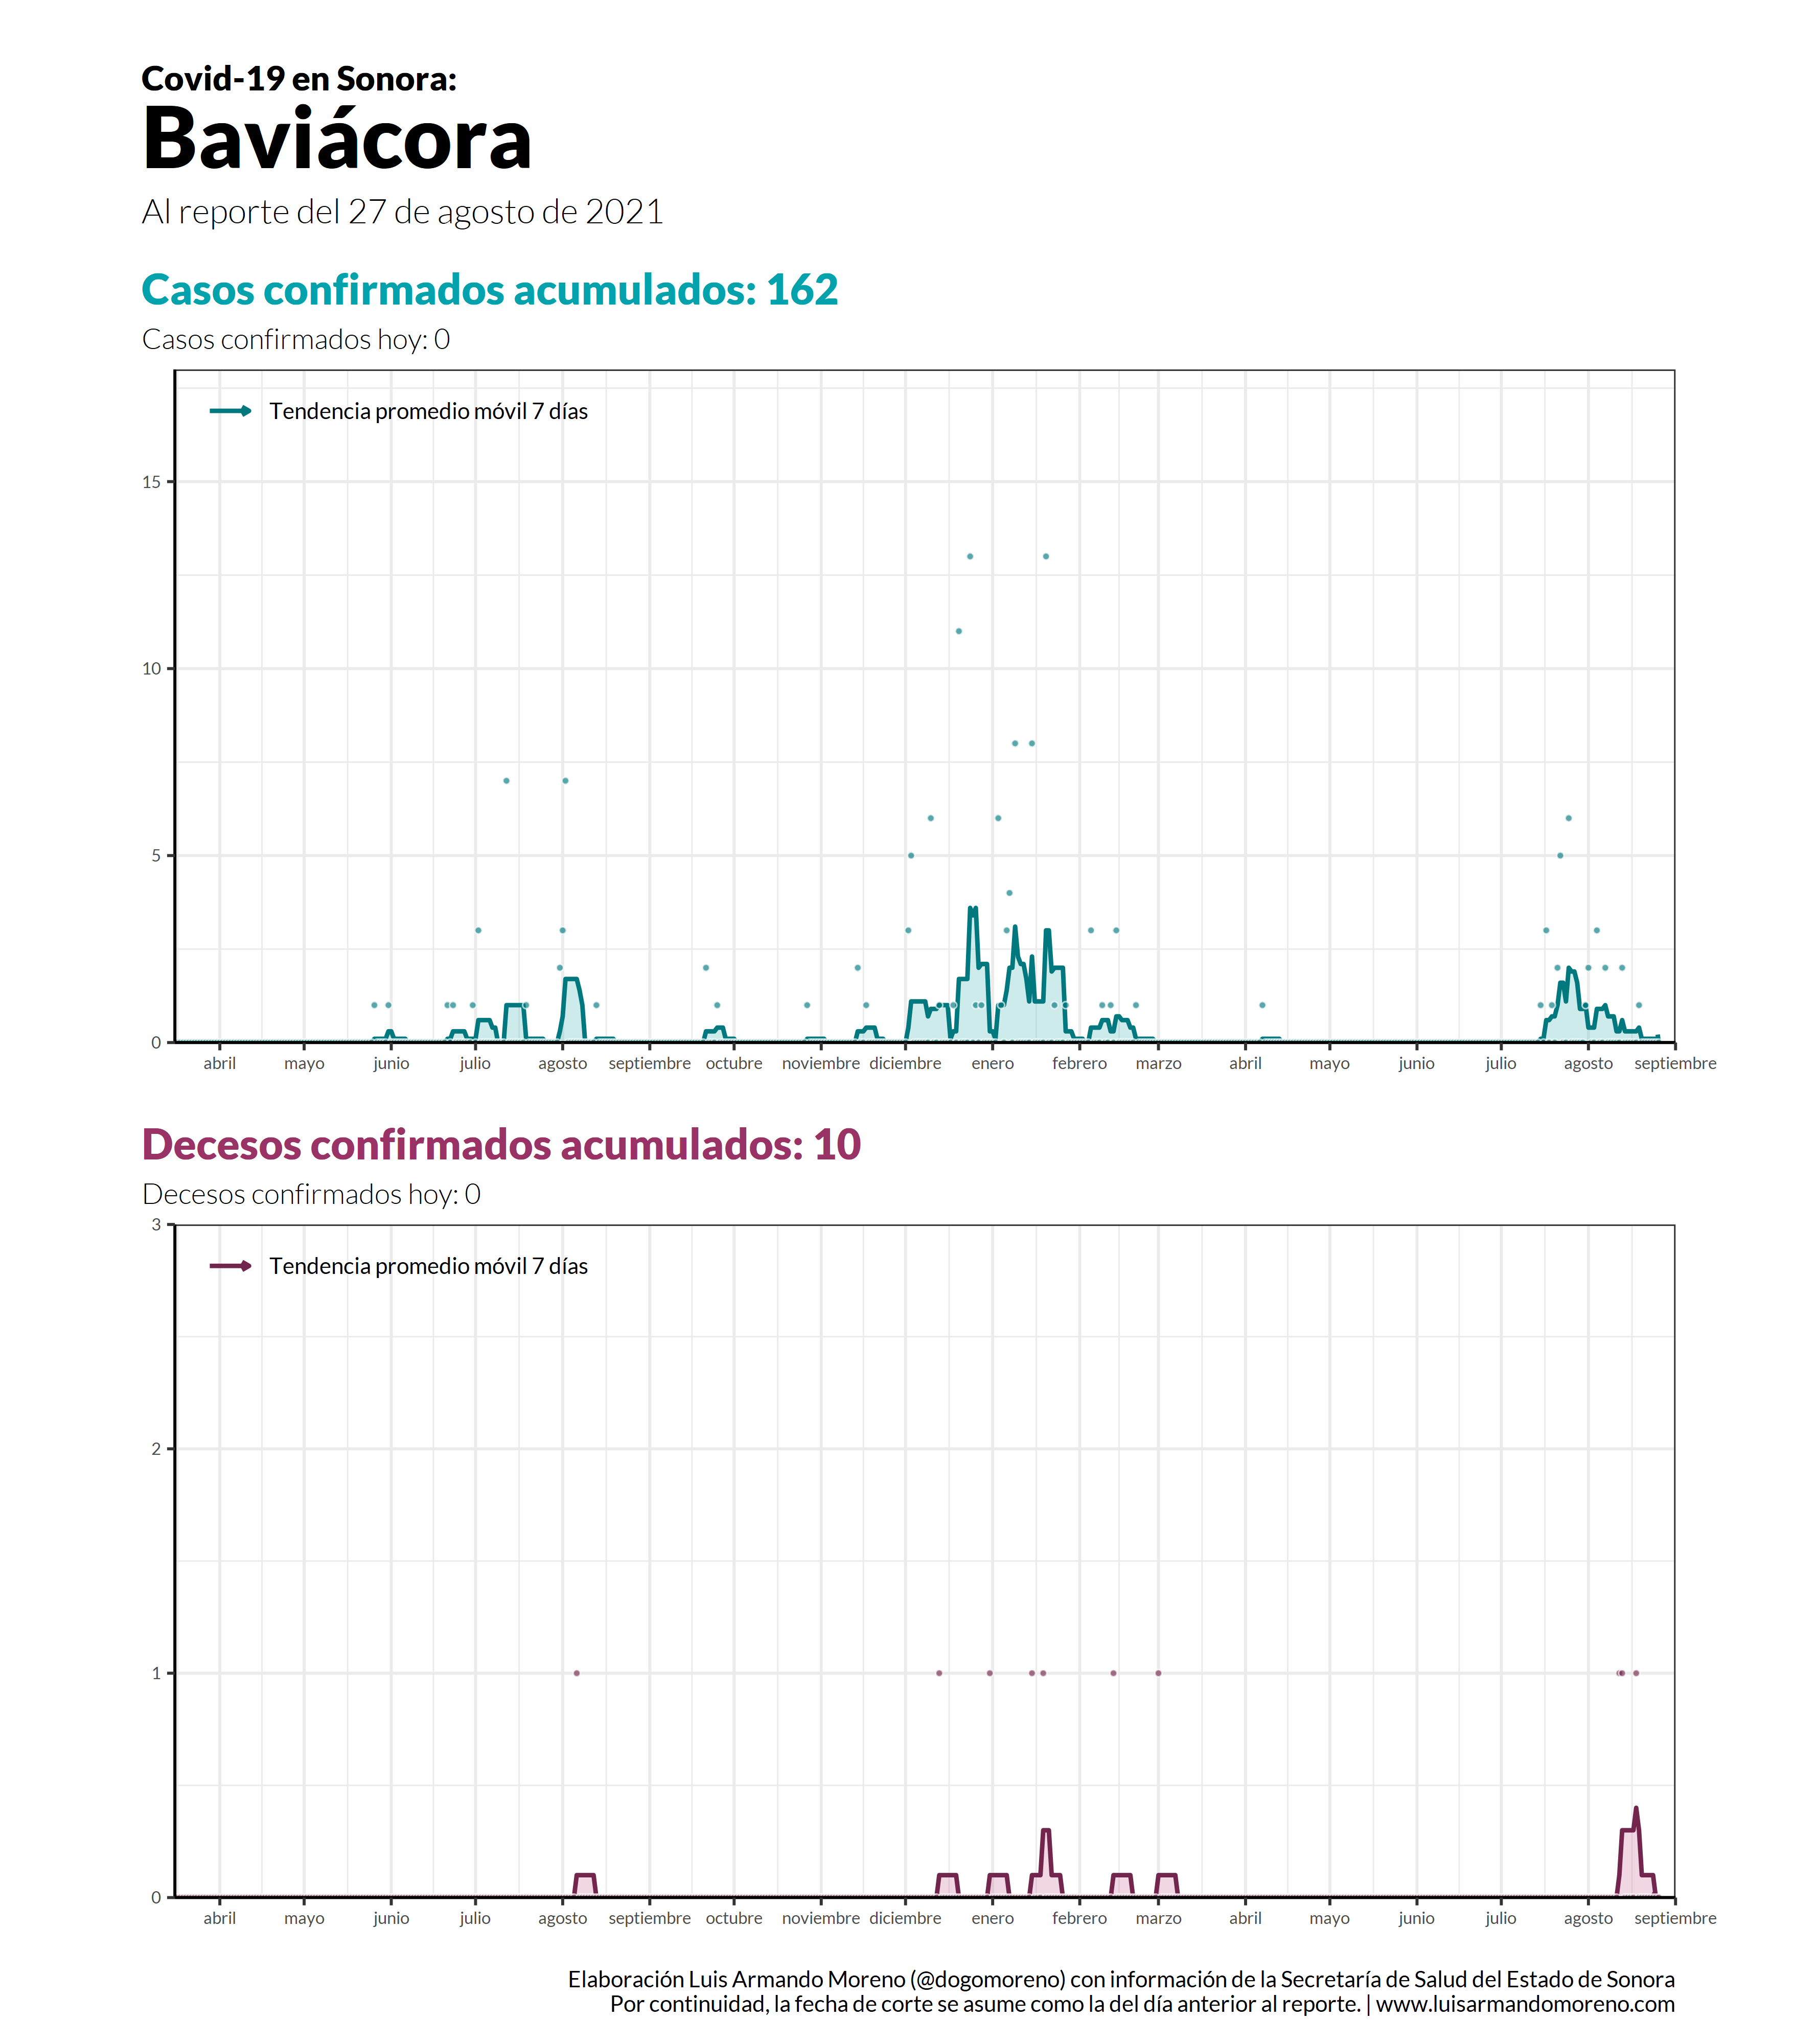 Covid-19 en Sonora:
Baviácora
Al reporte del 27 de agosto de 2021
Casos confirmados acumulados: 162
Casos confirmados hoy: 0
Tendencia promedio móvil 7 días
15
10
5
0
abril mayo junio julio agosto septiembre octubre noviembre diciembre enero febrero marzo abril mayo junio julio agosto septiembre
Decesos confirmados acumulados: 10
Decesos confirmados hoy: 0
3
Tendencia promedio móvil 7 días
2
1
0
abril mayo junio julio agosto septiembre octubre noviembre diciembre enero febrero marzo abril mayo junio julio agosto septiembre
Elaboración Luis Armando Moreno (@dogomoreno) con información de la Secretaría de Salud del Estado de Sonora
Por continuidad, la fecha de corte se asume como la del día anterior al reporte. | www.luisarmandomoreno.com